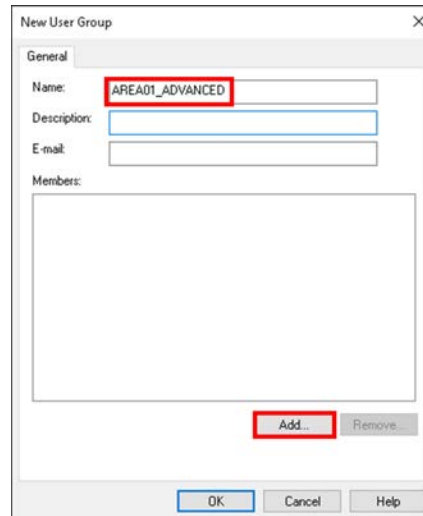 New User Group
General
Name: AREA01_ADVANCED
Description:
E-mail:
Members:
Add... Remove...
OK Cancel Help